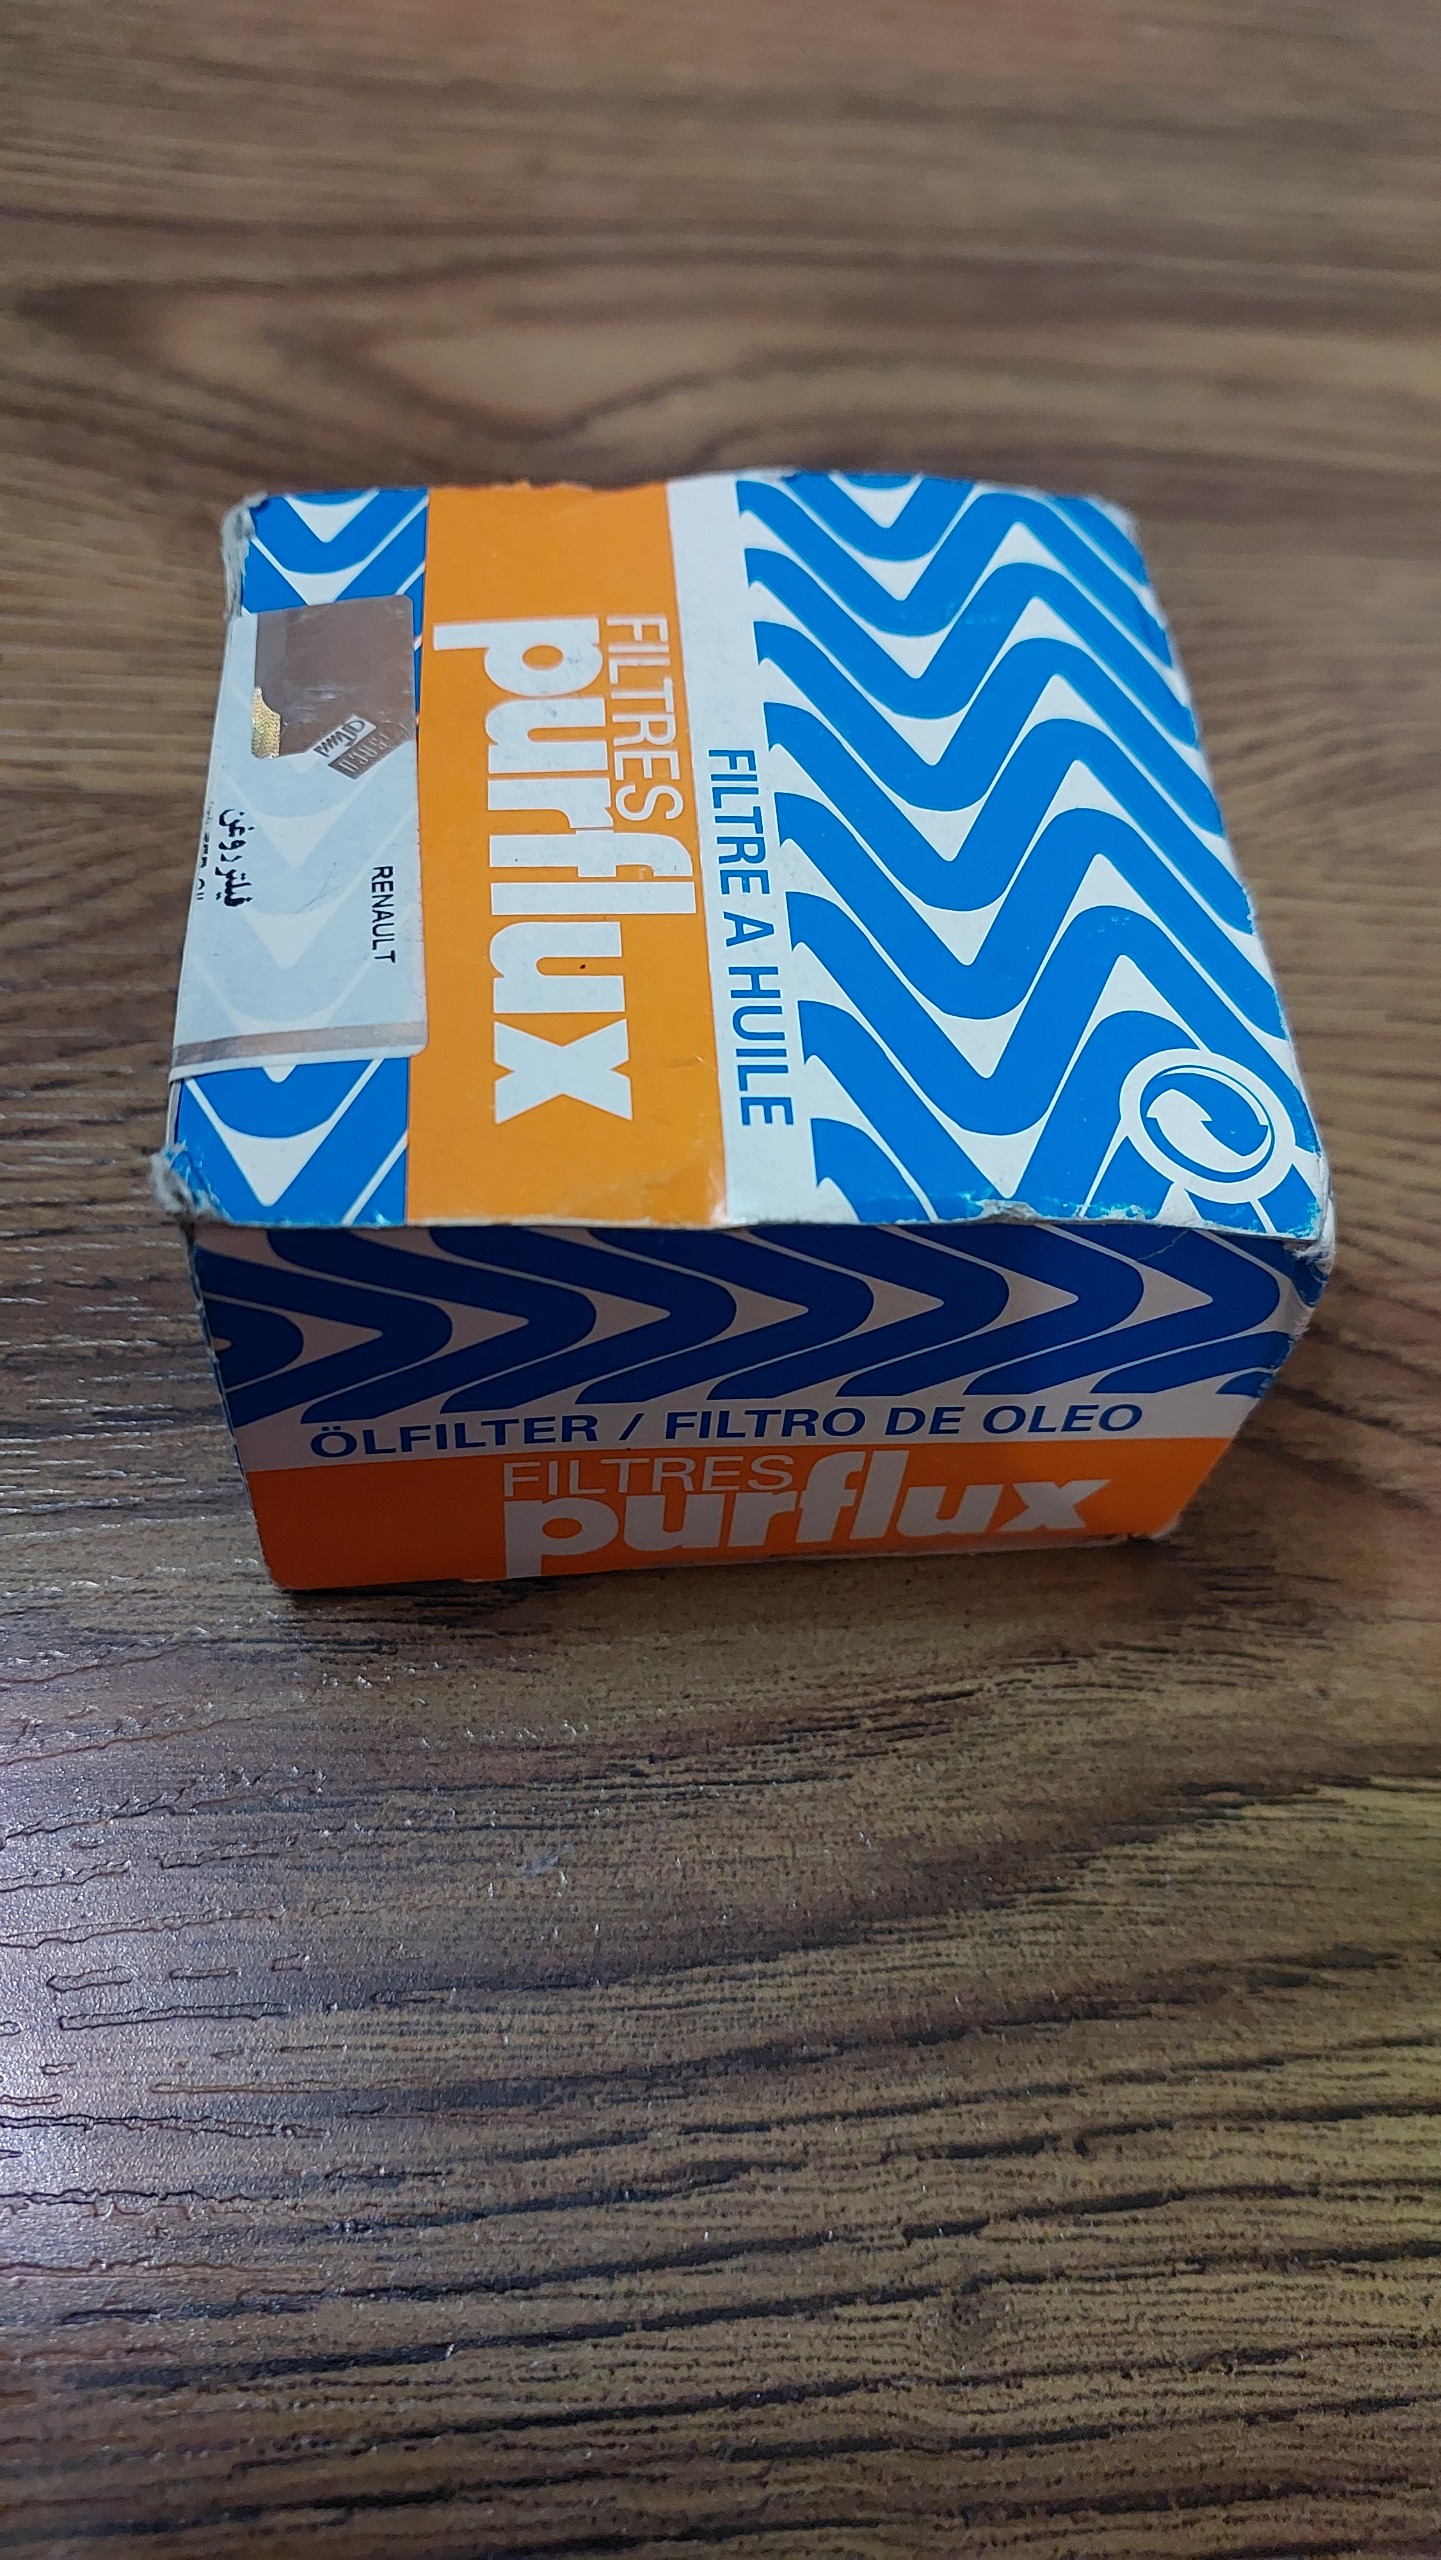 FILTRES
purflux
FILTRE A HUILE
RENAULT
فیلتر روغن
ÖLFILTER / FILTRO DE OLEO
FILTRES
purflux